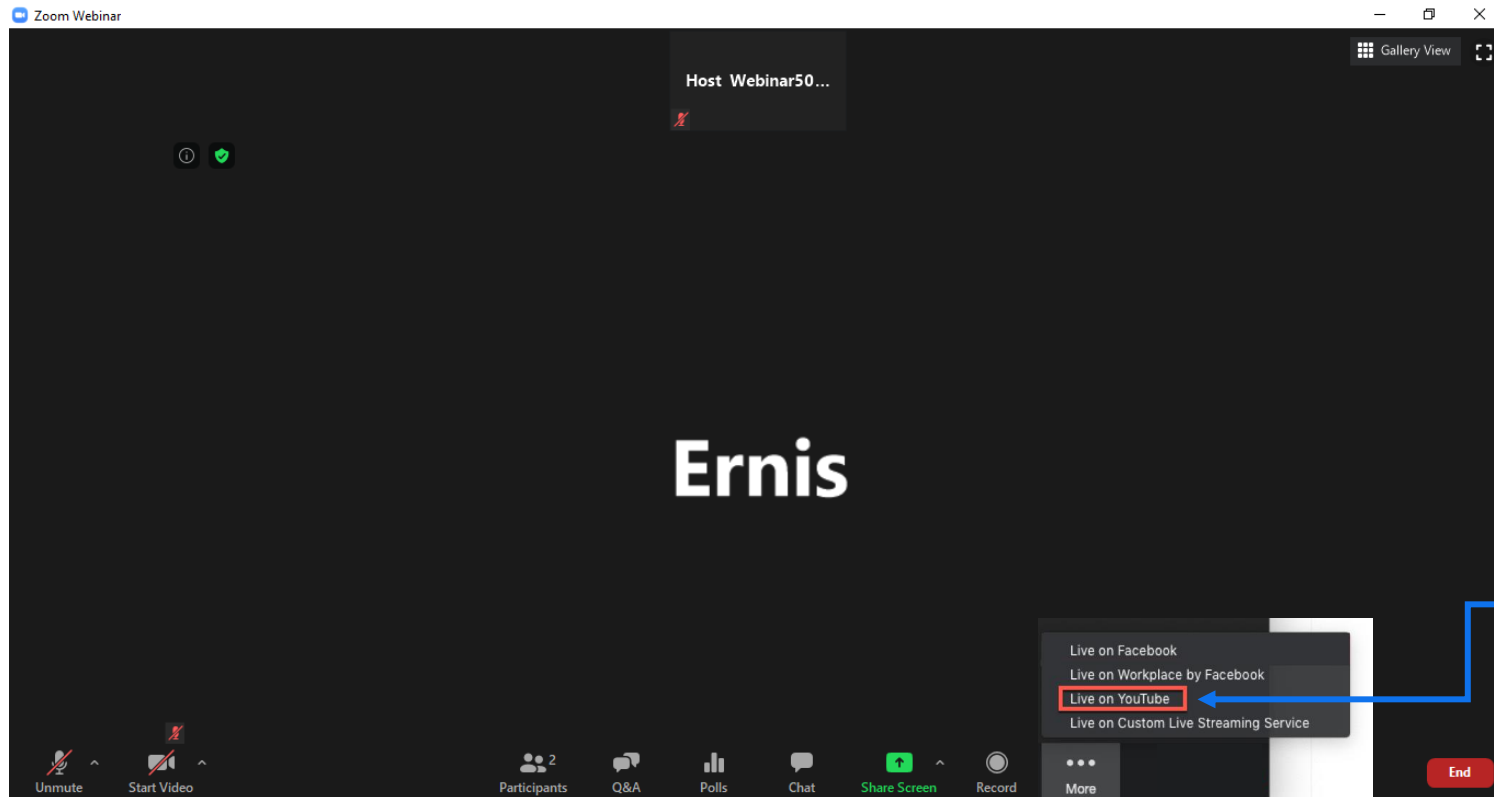 Zoom Webinar
Gallery View
Host Webinar50...
Ernis
Live on Facebook
Live on Workplace by Facebook
Live on YouTube
Live on Custom Live Streaming Service
2
Unmute
Start Video
Participants
Q&A
Polls
Chat
Share Screen
Record
More
End